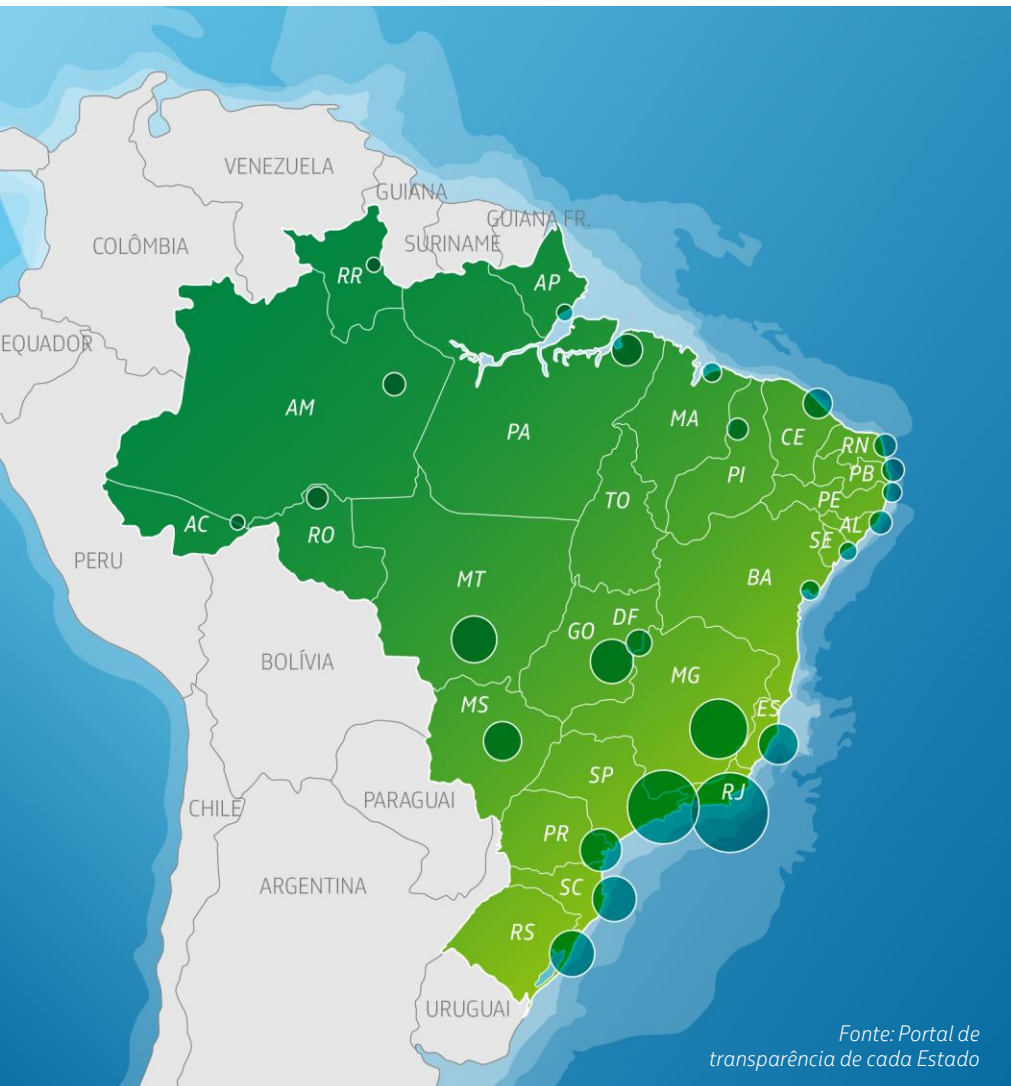 VENEZUELA
GUIANA
GUIANA FR.
SURINAME
COLÔMBIA
RR
AP
EQUADOR
AM
PA
MA
CE
RN
PB
PI
PE
TO
AC
RO
AL
SE
PERU
MT
BA
DF
GO
BOLÍVIA
MG
MS
ES
SP
RJ
PARAGUAI
CHILE
PR
ARGENTINA
SC
RS
URUGUAI
Fonte: Portal de
transparência de cada Estado